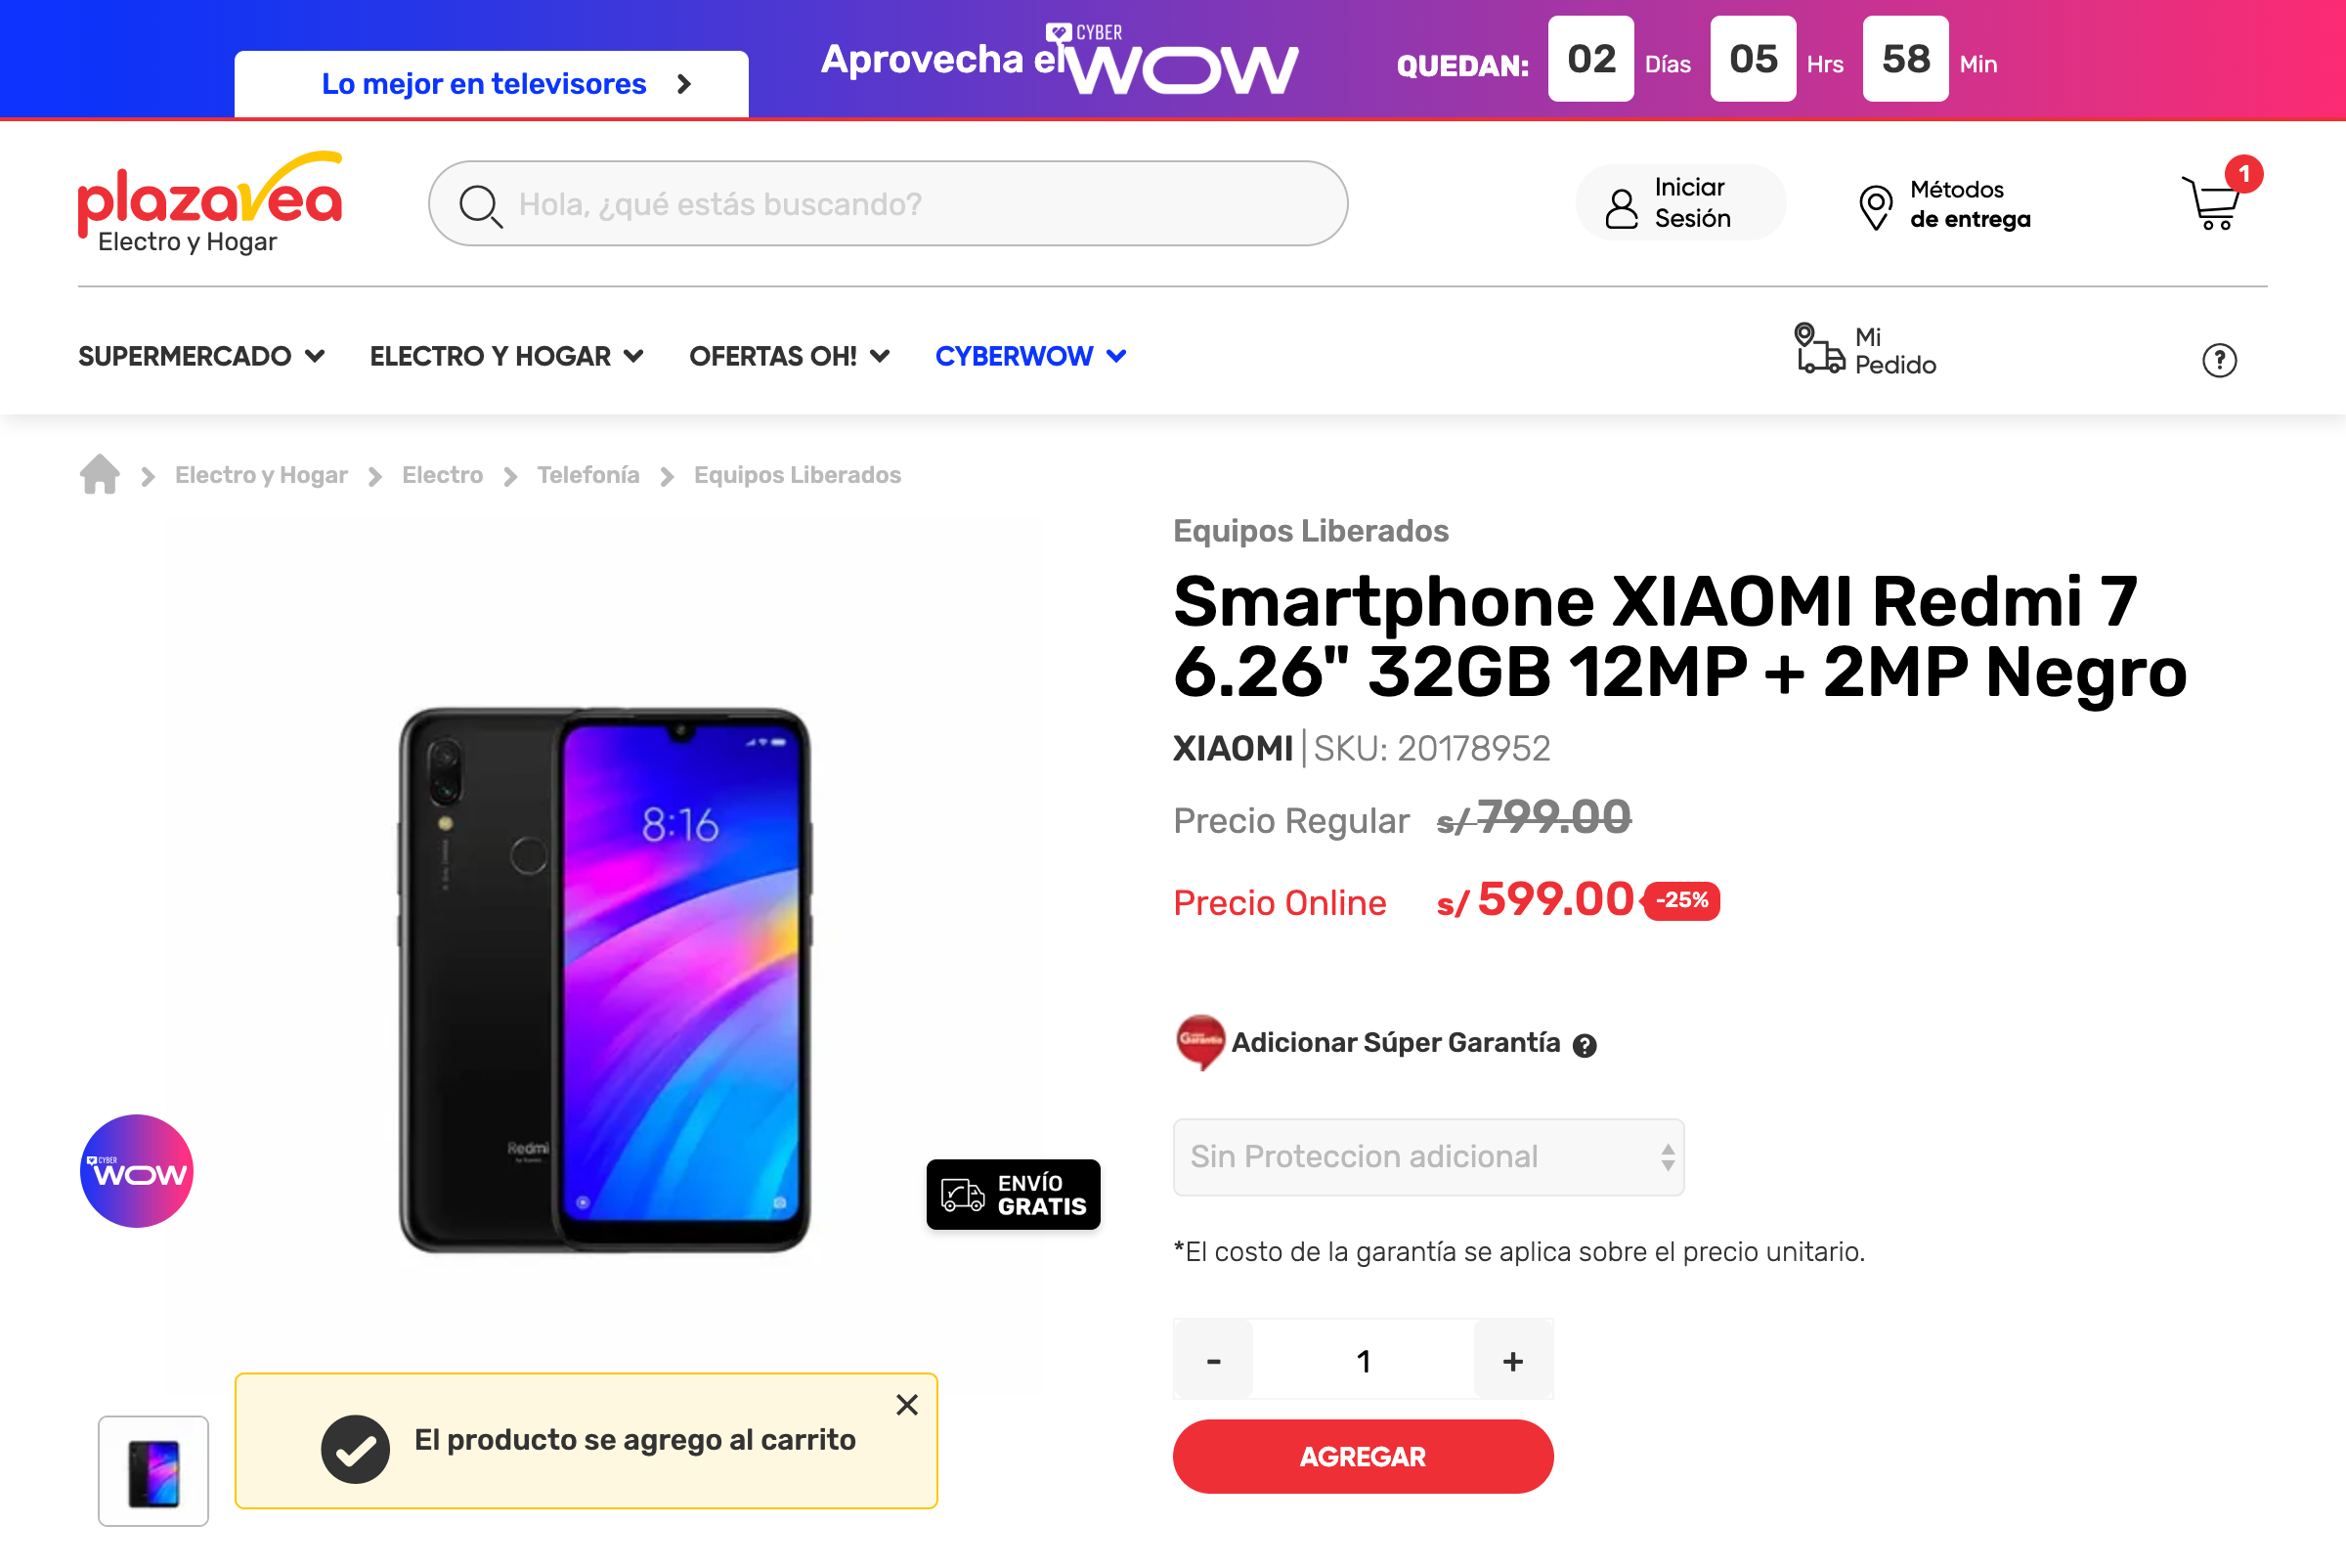 Lo mejor en televisores
Aprovecha el CYBER WOW
QUEDAN: 02 Días 05 Hrs 58 Min
plazavea
Electro y Hogar
Hola, ¿qué estás buscando?
Iniciar
Sesión
Métodos
de entrega
1
SUPERMERCADO ELECTRO Y HOGAR OFERTAS OH! CYBERWOW
Mi
Pedido
?
Electro y Hogar Electro Telefonía Equipos Liberados
Equipos Liberados
Smartphone XIAOMI Redmi 7
6.26" 32GB 12MP + 2MP Negro
XIAOMI | SKU: 20178952
Precio Regular s/ 799.00
Precio Online s/ 599.00 -25%
8:16
Redmi
CYBER
WOW
ENVÍO
GRATIS
Garantía
Adicionar Súper Garantía ?
Sin Proteccion adicional
*El costo de la garantía se aplica sobre el precio unitario.
- 1 +
AGREGAR
El producto se agrego al carrito